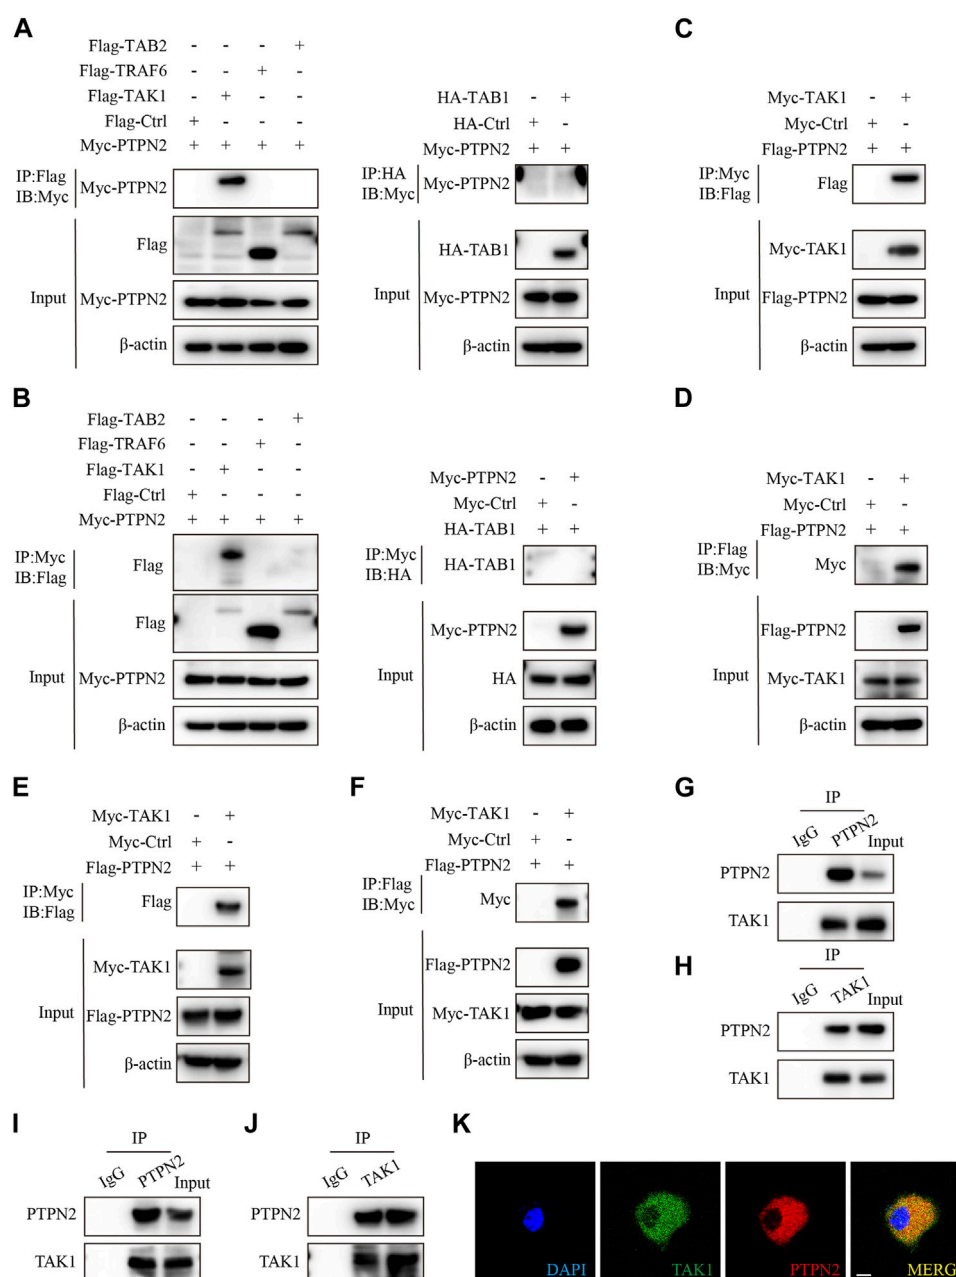 A
Flag-TAB2 - - - +
Flag-TRAF6 - - + -
Flag-TAK1 - + - -
Flag-Ctrl + - - -
Myc-PTPN2 + + + +
IP:Flag
IB:Myc
Myc-PTPN2
Flag
Input
Myc-PTPN2
β-actin
HA-TAB1 - +
HA-Ctrl + -
Myc-PTPN2 + +
IP:HA
IB:Myc
Myc-PTPN2
HA-TAB1
Input
Myc-PTPN2
β-actin
C
Myc-TAK1 - +
Myc-Ctrl + -
Flag-PTPN2 + +
IP:Myc
IB:Flag
Flag
Myc-TAK1
Input
Flag-PTPN2
β-actin
B
Flag-TAB2 - - - +
Flag-TRAF6 - - + -
Flag-TAK1 - + - -
Flag-Ctrl + - - -
Myc-PTPN2 + + + +
IP:Myc
IB:Flag
Flag
Flag
Input
Myc-PTPN2
β-actin
Myc-PTPN2 - +
Myc-Ctrl + -
HA-TAB1 + +
IP:Myc
IB:HA
HA-TAB1
Myc-PTPN2
Input
HA
β-actin
D
Myc-TAK1 - +
Myc-Ctrl + -
Flag-PTPN2 + +
IP:Flag
IB:Myc
Myc
Flag-PTPN2
Input
Myc-TAK1
β-actin
E
Myc-TAK1 - +
Myc-Ctrl + -
Flag-PTPN2 + +
IP:Myc
IB:Flag
Flag
Myc-TAK1
Input
Flag-PTPN2
β-actin
F
Myc-TAK1 - +
Myc-Ctrl + -
Flag-PTPN2 + +
IP:Flag
IB:Myc
Myc
Flag-PTPN2
Input
Myc-TAK1
β-actin
G
IP
IgG PTPN2 Input
PTPN2
TAK1
H
IP
IgG TAK1 Input
PTPN2
TAK1
I
IP
IgG PTPN2 Input
PTPN2
TAK1
J
IP
IgG TAK1
PTPN2
TAK1
K
DAPI TAK1 PTPN2 MERG